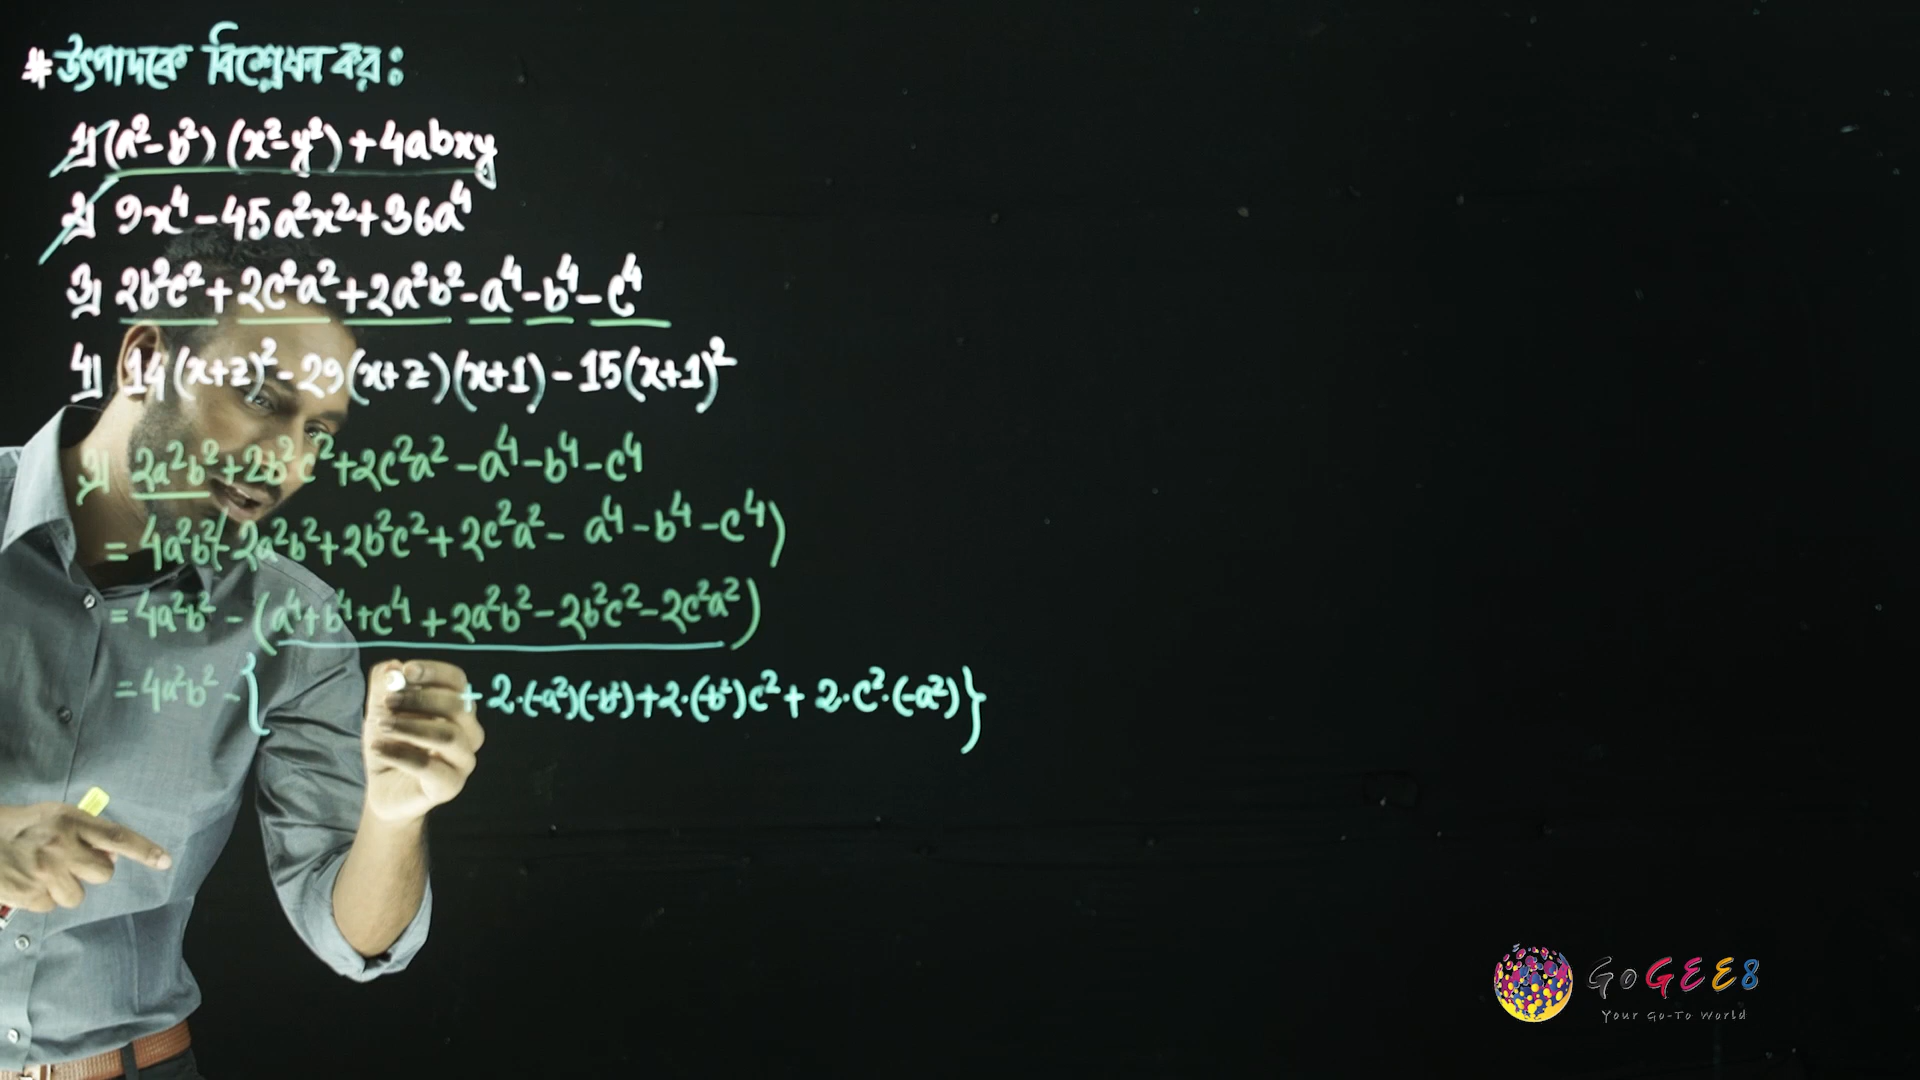 # উৎপাদকে বিশ্লেষন কর:
১) (a²-b²) (x²-y²) + 4abxy
২) 9x⁴ - 45a²x² + 36a⁴
৩) 2b²c² + 2c²a² + 2a²b² - a⁴ - b⁴ - c⁴
৪) 14(x+z)² - 29(x+z)(x+1) - 15(x+1)²
৩) 2a²b² + 2b²c² + 2c²a² - a⁴ - b⁴ - c⁴
= 4a²b² (-2a²b² + 2b²c² + 2c²a² - a⁴ - b⁴ - c⁴)
= 4a²b² - (a⁴ + b⁴ + c⁴ + 2a²b² - 2b²c² - 2c²a²)
= 4a²b² - { + 2·(-a²)(-b²) + 2·(-b²)c² + 2·c²·(-a²)}
GoGEE8
Your Go-To World